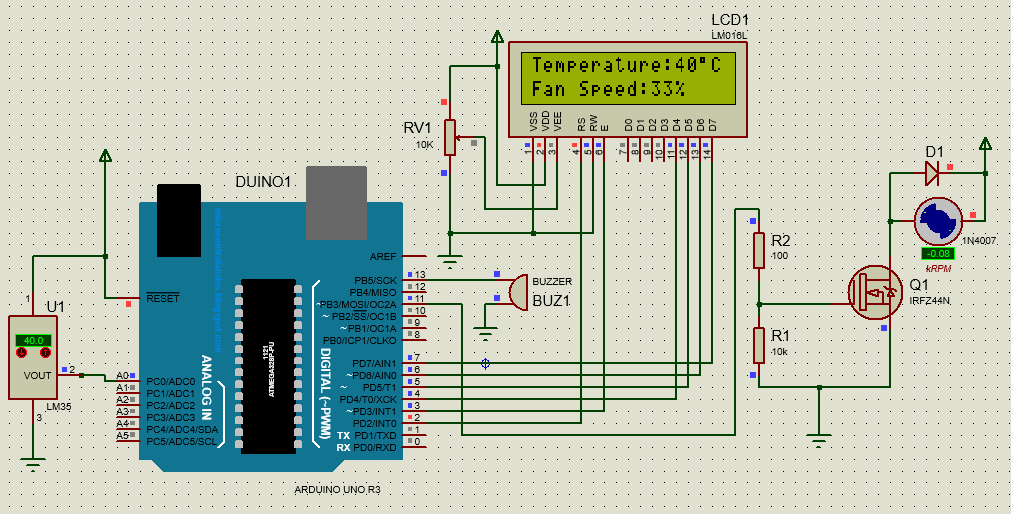 LCD1
LM016L
Temperature:40°C
Fan Speed:33%
VSS
VDD
VEE
RS
RW
E
D0
D1
D2
D3
D4
D5
D6
D7
1
2
3
4
5
6
7
8
9
10
11
12
13
14
RV1
10K
DUINO1
AREF
RESET
PB5/SCK 13
PB4/MISO 12
~PB3/MOSI/OC2A 11
~PB2/SS/OC1B 10
~PB1/OC1A 9
PB0/ICP1/CLKO 8
PD7/AIN1 7
~PD6/AIN0 6
~PD5/T1 5
PD4/T0/XCK 4
~PD3/INT1 3
PD2/INT0 2
TX PD1/TXD 1
RX PD0/RXD 0
DIGITAL (~PWM)
ANALOG IN
1121
ATMEGA328P-PU
A0 PC0/ADC0
A1 PC1/ADC1
A2 PC2/ADC2
A3 PC3/ADC3
A4 PC4/ADC4/SDA
A5 PC5/ADC5/SCL
ARDUINO UNO R3
U1
1
40.0
VOUT 2
LM35
3
BUZZER
BUZ1
D1
1N4007
-0.08
kRPM
R2
100
R1
10k
Q1
IRFZ44N